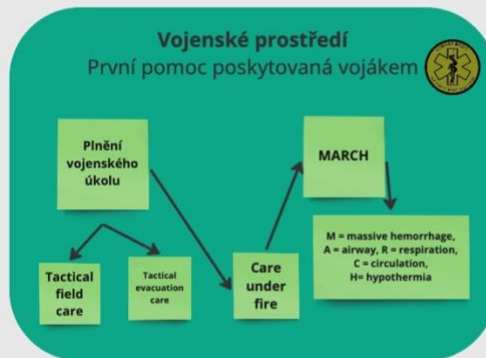 Vojenské prostředí
První pomoc poskytovaná vojákem
Plnění
vojenského
úkolu
MARCH
Tactical
field
care
Tactical
evacuation
care
Care
under
fire
M = massive hemorrhage,
A = airway, R = respiration,
C = circulation,
H= hypothermia